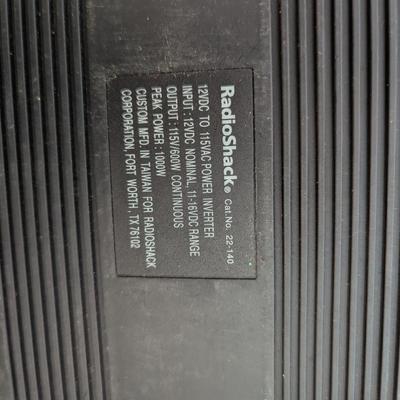 RadioShack® Cat.No. 22-140
12VDC TO 115VAC POWER INVERTER
INPUT : 12VDC NOMINAL, 11-16VDC RANGE
OUTPUT : 115V/600W CONTINUOUS
PEAK POWER : 1000W
CUSTOM MFD. IN TAIWAN FOR RADIOSHACK
CORPORATION, FORT WORTH, TX 76102